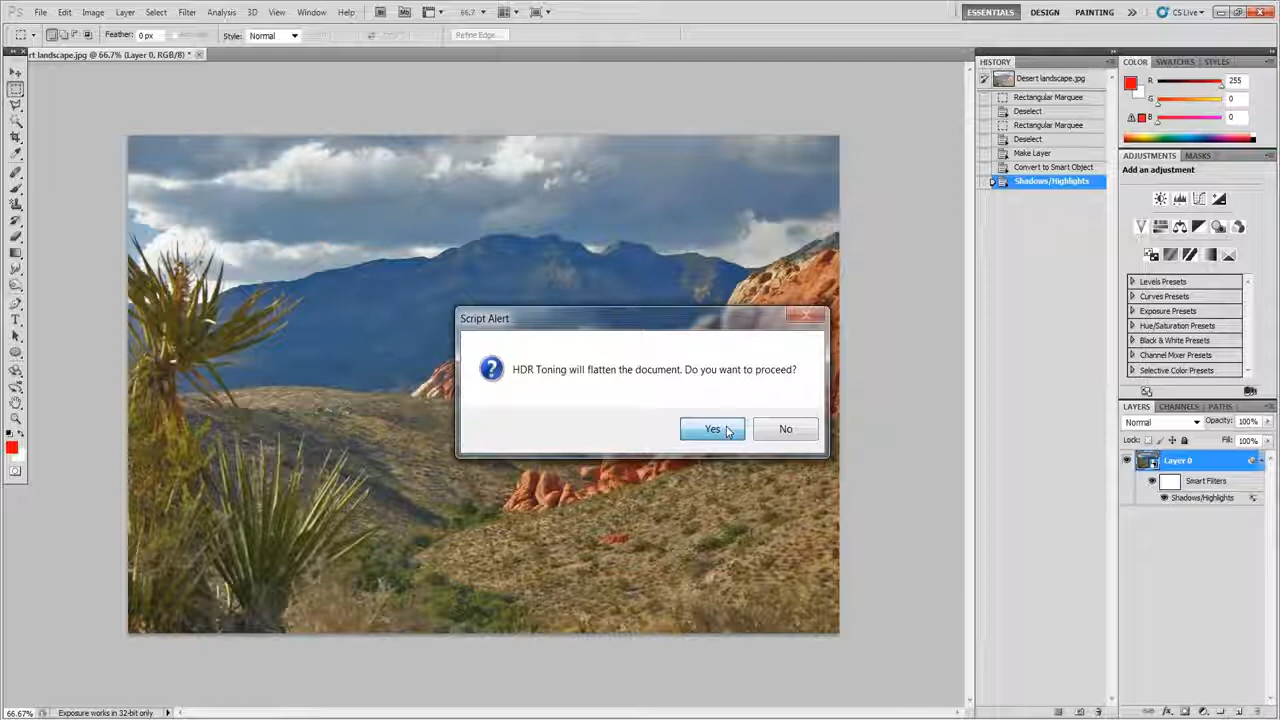 PS File Edit Image Layer Select Filter Analysis 3D View Window Help Br Mb 66.7 ESSENTIALS DESIGN PAINTING CS Live
Feather: 0 px Style: Normal Refine Edge...
rt landscape.jpg @ 66.7% (Layer 0, RGB/8) *
HISTORY
Desert landscape.jpg
Rectangular Marquee
Deselect
Rectangular Marquee
Deselect
Make Layer
Convert to Smart Object
Shadows/Highlights
COLOR SWATCHES STYLES
R 255
G 0
B 0
ADJUSTMENTS MASKS
Add an adjustment
Levels Presets
Curves Presets
Exposure Presets
Hue/Saturation Presets
Black & White Presets
Channel Mixer Presets
Selective Color Presets
LAYERS CHANNELS PATHS
Normal Opacity: 100%
Lock: Fill: 100%
Layer 0
Smart Filters
Shadows/Highlights
Script Alert
HDR Toning will flatten the document. Do you want to proceed?
Yes No
66.67% Exposure works in 32-bit only